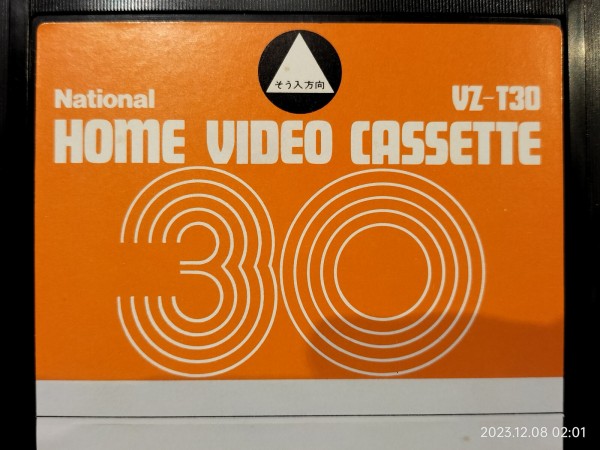 そう入方向
National
VZ-T30
HOME VIDEO CASSETTE
30
2023.12.08 02:01